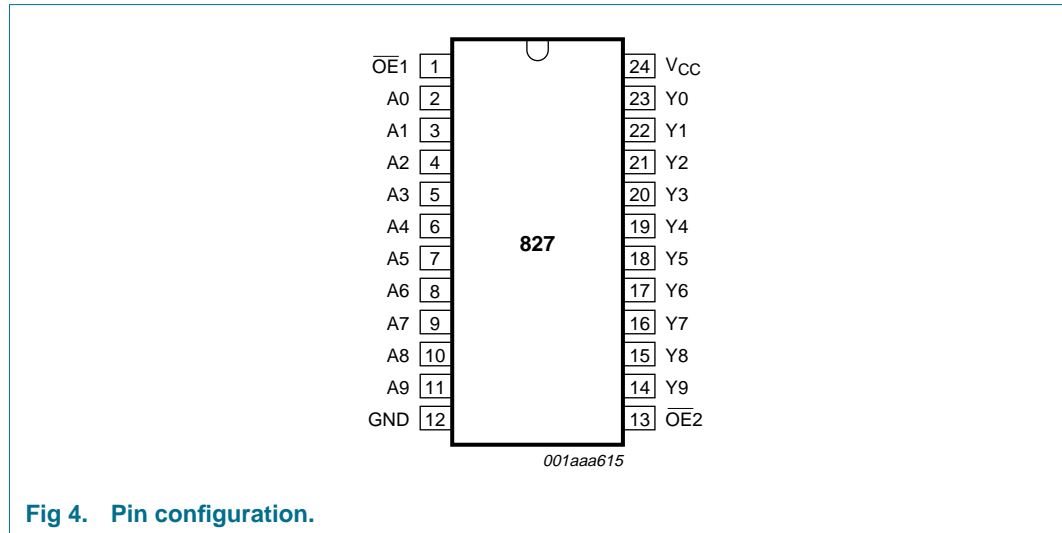 OE1 1 24 VCC
A0 2 23 Y0
A1 3 22 Y1
A2 4 21 Y2
A3 5 20 Y3
A4 6 19 Y4
827
A5 7 18 Y5
A6 8 17 Y6
A7 9 16 Y7
A8 10 15 Y8
A9 11 14 Y9
GND 12 13 OE2
001aaa615
Fig 4. Pin configuration.